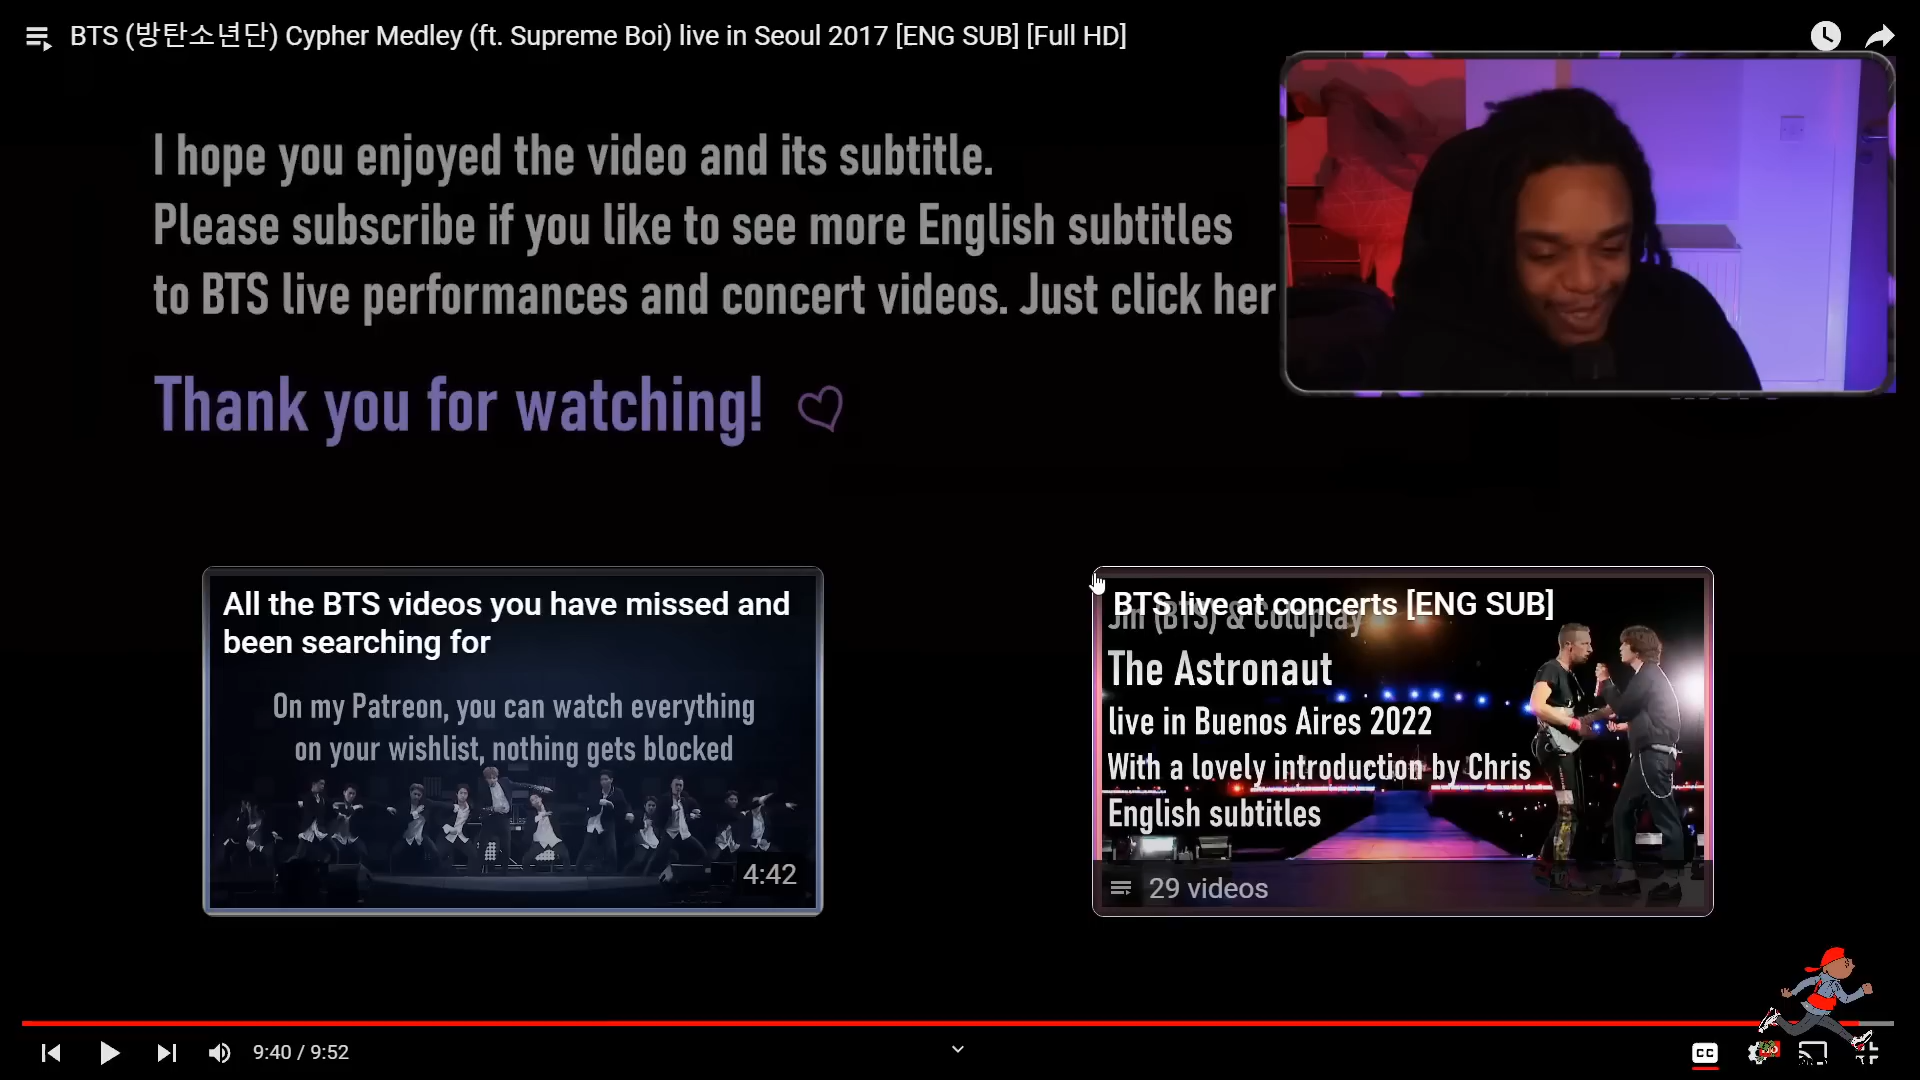 BTS (방탄소년단) Cypher Medley (ft. Supreme Boi) live in Seoul 2017 [ENG SUB] [Full HD]
I hope you enjoyed the video and its subtitle.
Please subscribe if you like to see more English subtitles
to BTS live performances and concert videos. Just click her
Thank you for watching!
All the BTS videos you have missed and
been searching for
On my Patreon, you can watch everything
on your wishlist, nothing gets blocked
4:42
BTS live at concerts [ENG SUB]
Jin (BTS) & Coldplay
The Astronaut
live in Buenos Aires 2022
With a lovely introduction by Chris
English subtitles
29 videos
9:40 / 9:52
CC